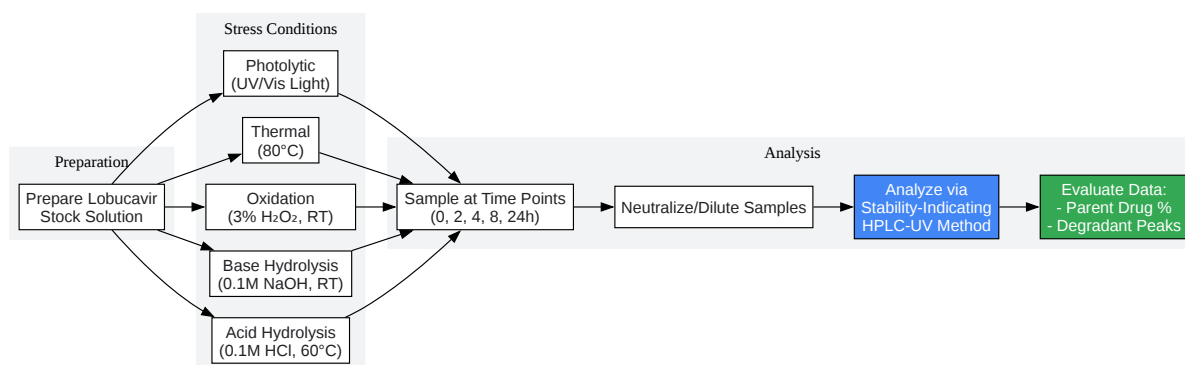 Stress Conditions
Photolytic
(UV/Vis Light)
Thermal
(80°C)
Preparation
Analysis
Prepare Lobucavir
Stock Solution
Oxidation
(3% H₂O₂, RT)
Sample at Time Points
(0, 2, 4, 8, 24h)
Neutralize/Dilute Samples
Analyze via
Stability-Indicating
HPLC-UV Method
Evaluate Data:
- Parent Drug %
- Degradant Peaks
Base Hydrolysis
(0.1M NaOH, RT)
Acid Hydrolysis
(0.1M HCl, 60°C)